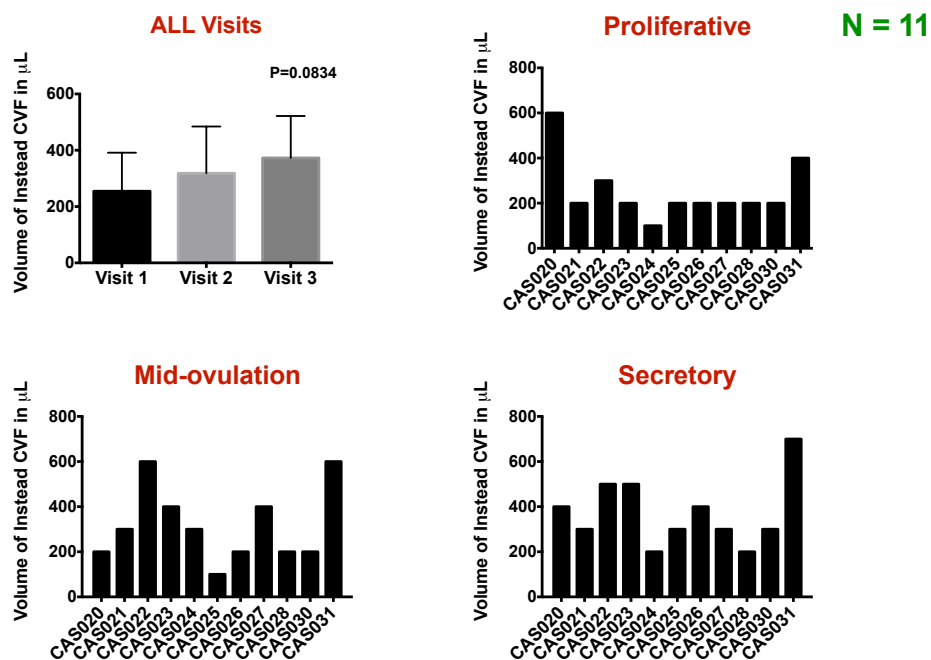 ALL Visits
P=0.0834
Volume of Instead CVF in μL
600
400
200
0
Visit 1 Visit 2 Visit 3
Proliferative
N = 11
Volume of Instead CVF in μL
800
600
400
200
0
CAS020 CAS021 CAS022 CAS023 CAS024 CAS025 CAS026 CAS027 CAS028 CAS030 CAS031
Mid-ovulation
Volume of Instead CVF in μL
800
600
400
200
0
CAS020 CAS021 CAS022 CAS023 CAS024 CAS025 CAS026 CAS027 CAS028 CAS030 CAS031
Secretory
Volume of Instead CVF in μL
800
600
400
200
0
CAS020 CAS021 CAS022 CAS023 CAS024 CAS025 CAS026 CAS027 CAS028 CAS030 CAS031